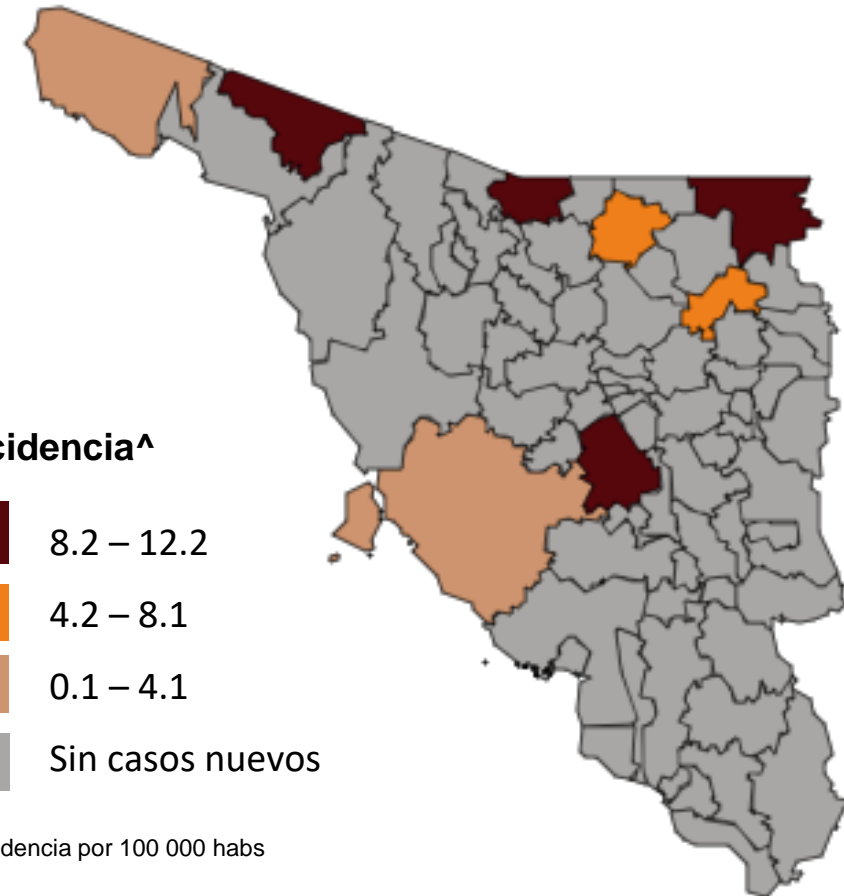 cidencia^
8.2 – 12.2
4.2 – 8.1
0.1 – 4.1
Sin casos nuevos
dencia por 100 000 habs